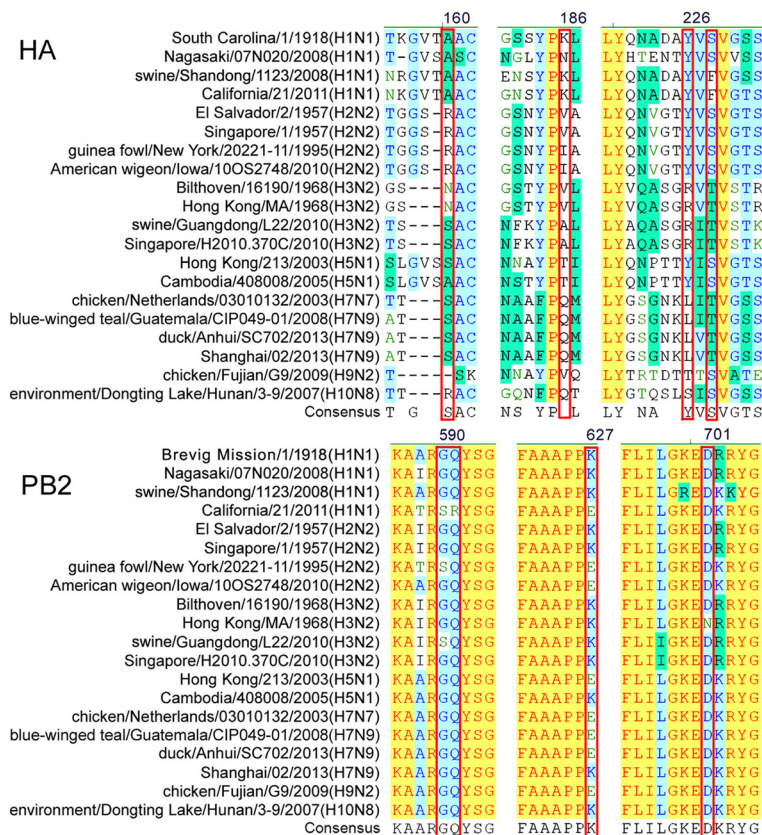 HA
160 186 226
South Carolina/1/1918(H1N1) TKGVTAAC GSSYPKL LYQNADAYVSVGSS
Nagasaki/07N020/2008(H1N1) T-GVSASC NGLYPNL LYHTENTYVSVVSS
swine/Shandong/1123/2008(H1N1) NRGVTAAC ENSYPKL LYQNADAYVFVGSS
California/21/2011(H1N1) NKGVTAAC GNSYPKL LYQNADAYVFVGSS
El Salvador/2/1957(H2N2) TGGS-RAC GSNYPVA LYQNVGTYVSVGTS
Singapore/1/1957(H2N2) TGGS-RAC GSNYPVA LYQNVGTYVSVGTS
guinea fowl/New York/20221-11/1995(H2N2) TGGS-RAC GSNYPIA LYQNVGTYVSVGTS
American wigeon/Iowa/10OS2748/2010(H2N2) TGGS-RAC GSNYPIA LYQNVGTYVSVGTS
Bilthoven/16190/1968(H3N2) GS---NAC GSTYPVL LYVQASGRVTVSTR
Hong Kong/MA/1968(H3N2) GS---NAC GSTYPVL LYVQASGRVTVSTR
swine/Guangdong/L22/2010(H3N2) TS---SAC NFKYPAL LYVQASGRITVSTK
Singapore/H2010.370C/2010(H3N2) TS---SAC NFKYPAL LYVQASGRITVSTK
Hong Kong/213/2003(H5N1) SLGVSSAC NNAYPTI LYQNPTTYISVGTS
Cambodia/408008/2005(H5N1) SLGVSAAC NSTYPTI LYQNPTTYISVGTS
chicken/Netherlands/03010132/2003(H7N7) TT---SAC NAAFPQM LYGSGNKLITVGSS
blue-winged teal/Guatemala/CIP049-01/2008(H7N9) AT---SAC NAAFPQM LYGSGNKLITVGSS
duck/Anhui/SC702/2013(H7N9) AT---SAC NAAFPQM LYGSGNKLVTVGSS
Shanghai/02/2013(H7N9) AT---SAC NAAFPQM LYGSGNKLITVGSS
chicken/Fujian/G9/2009(H9N2) T-----SK NNAYPVQ LYTRTDTTTSVATE
environment/Dongting Lake/Hunan/3-9/2007(H10N8) TT---RAC GQNFPQT LYQTQSLSISVGSS
Consensus T G SAC NS YP L LY NA YVSVGTS
PB2
590 627 701
Brevig Mission/1/1918(H1N1) KAARGQYSG FAAAPPK FLILGKEDRRYG
Nagasaki/07N020/2008(H1N1) KAIRGQYSG FAAAPPK FLILGKEDRRYG
swine/Shandong/1123/2008(H1N1) KAARGQYSG FAAAPPK FLILGREDKKYG
California/21/2011(H1N1) KATRSRYSG FAAAPPE FLILGKEDKRYG
El Salvador/2/1957(H2N2) KAARGQYSG FAAAPPK FLILGKEDRRYG
Singapore/1/1957(H2N2) KAARGQYSG FAAAPPK FLILGKEDRRYG
guinea fowl/New York/20221-11/1995(H2N2) KATRSQYSG FAAAPPE FLILGKEDKRYG
American wigeon/Iowa/10OS2748/2010(H2N2) KAARGQYSG FAAAPPE FLILGKEDKRYG
Bilthoven/16190/1968(H3N2) KAIRGQYSG FAAAPPK FLILGKEDRRYG
Hong Kong/MA/1968(H3N2) KAIRGQYSG FAAAPPK FLILGKENRRYG
swine/Guangdong/L22/2010(H3N2) KAIRSQYSG FAAAPPK FLIIGKEDRRYG
Singapore/H2010.370C/2010(H3N2) KAIRGQYSG FAAAPPK FLIIGKEDRRYG
Hong Kong/213/2003(H5N1) KAARGQYSG FAAAPPE FLILGKEDKRYG
Cambodia/408008/2005(H5N1) KAARGQYSG FAAAPPK FLILGKEDKRYG
chicken/Netherlands/03010132/2003(H7N7) KAARGQYSG FAAAPPE FLILGKEDKRYG
blue-winged teal/Guatemala/CIP049-01/2008(H7N9) KAARGQYSG FAAAPPE FLILGKEDKRYG
duck/Anhui/SC702/2013(H7N9) KAARGQYSG FAAAPPE FLILGKEDKRYG
Shanghai/02/2013(H7N9) KAARGQYSG FAAAPPK FLILGKEDKRYG
chicken/Fujian/G9/2009(H9N2) KAARGQYSG FAAAPPE FLILGKEDKRYG
environment/Dongting Lake/Hunan/3-9/2007(H10N8) KAARGQYSG FAAAPPK FLILGKEDKRYG
Consensus KAARGQYSG FAAAPPK FLILGKEDKRYG